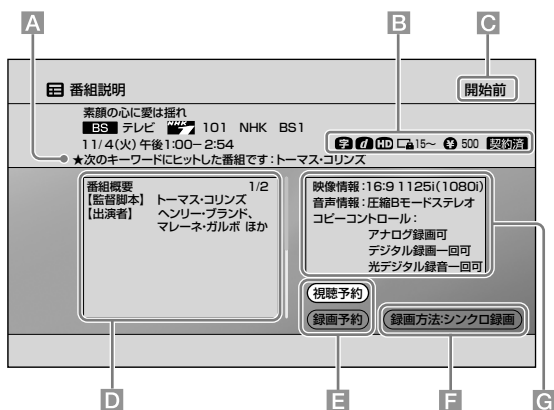 A
B
C
番組説明
開始前
素顔の心に愛は揺れ
BS テレビ NHK 101 NHK BS1
11/4(火)午後1:00−2:54
字 d HD 15〜 ¥ 500 契約済
★次のキーワードにヒットした番組です:トーマス・コリンズ
番組概要 1/2
【監督脚本】 トーマス・コリンズ
【出演者】 ヘンリー・ブランド、
マレーネ・ガルボ ほか
映像情報:16:9 1125i(1080i)
音声情報:圧縮Bモードステレオ
コピーコントロール:
アナログ録画可
デジタル録画一回可
光デジタル録音一回可
視聴予約
録画予約
録画方法:シンクロ録画
D
E
F
G